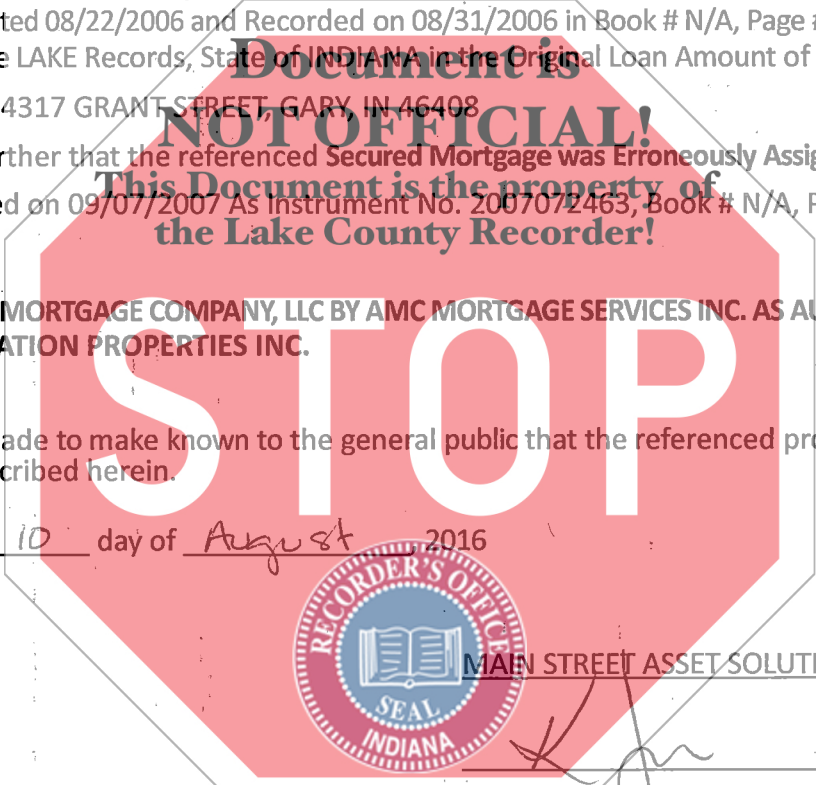 ted 08/22/2006 and Recorded on 08/31/2006 in Book # N/A, Page #
e LAKE Records, State of INDIANA in the Original Loan Amount of
Document is
4317 GRANT STREET, GARY, IN 46408
NOT OFFICIAL!
rther that the referenced Secured Mortgage was Erroneously Assig
This Document is the property of
ed on 09/07/2007 As Instrument No. 2007072463, Book # N/A, P
the Lake County Recorder!
MORTGAGE COMPANY, LLC BY AMC MORTGAGE SERVICES INC. AS AU
ATION PROPERTIES INC.
STOP
ade to make known to the general public that the referenced pro
cribed herein.
10 day of August, 2016
RECORDER'S OFFICE
SEAL
INDIANA
MAIN STREET ASSET SOLUTI